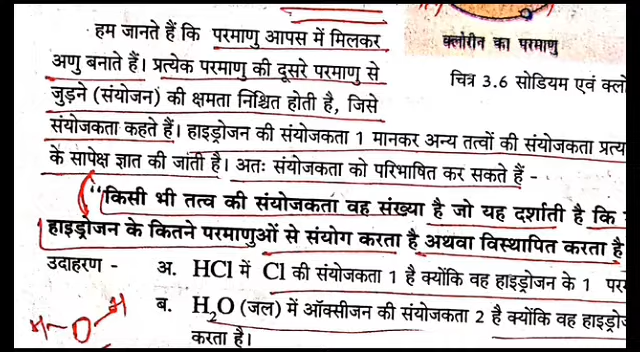 हम जानते हैं कि परमाणु आपस में मिलकर
अणु बनाते हैं। प्रत्येक परमाणु की दूसरे परमाणु से
जुड़ने (संयोजन) की क्षमता निश्चित होती है, जिसे
क्लोरीन का परमाणु
चित्र 3.6 सोडियम एवं क्लो
संयोजकता कहते हैं। हाइड्रोजन की संयोजकता 1 मानकर अन्य तत्वों की संयोजकता प्रत्य
के सापेक्ष ज्ञात की जाती है। अतः संयोजकता को परिभाषित कर सकते हैं -
"किसी भी तत्व की संयोजकता वह संख्या है जो यह दर्शाती है कि
हाइड्रोजन के कितने परमाणुओं से संयोग करता है अथवा विस्थापित करता है
उदाहरण - अ. HCl में Cl की संयोजकता 1 है क्योंकि वह हाइड्रोजन के 1 पर
ब. H₂O (जल) में ऑक्सीजन की संयोजकता 2 है क्योंकि वह हाइड्रो
करता है।
H-O-H